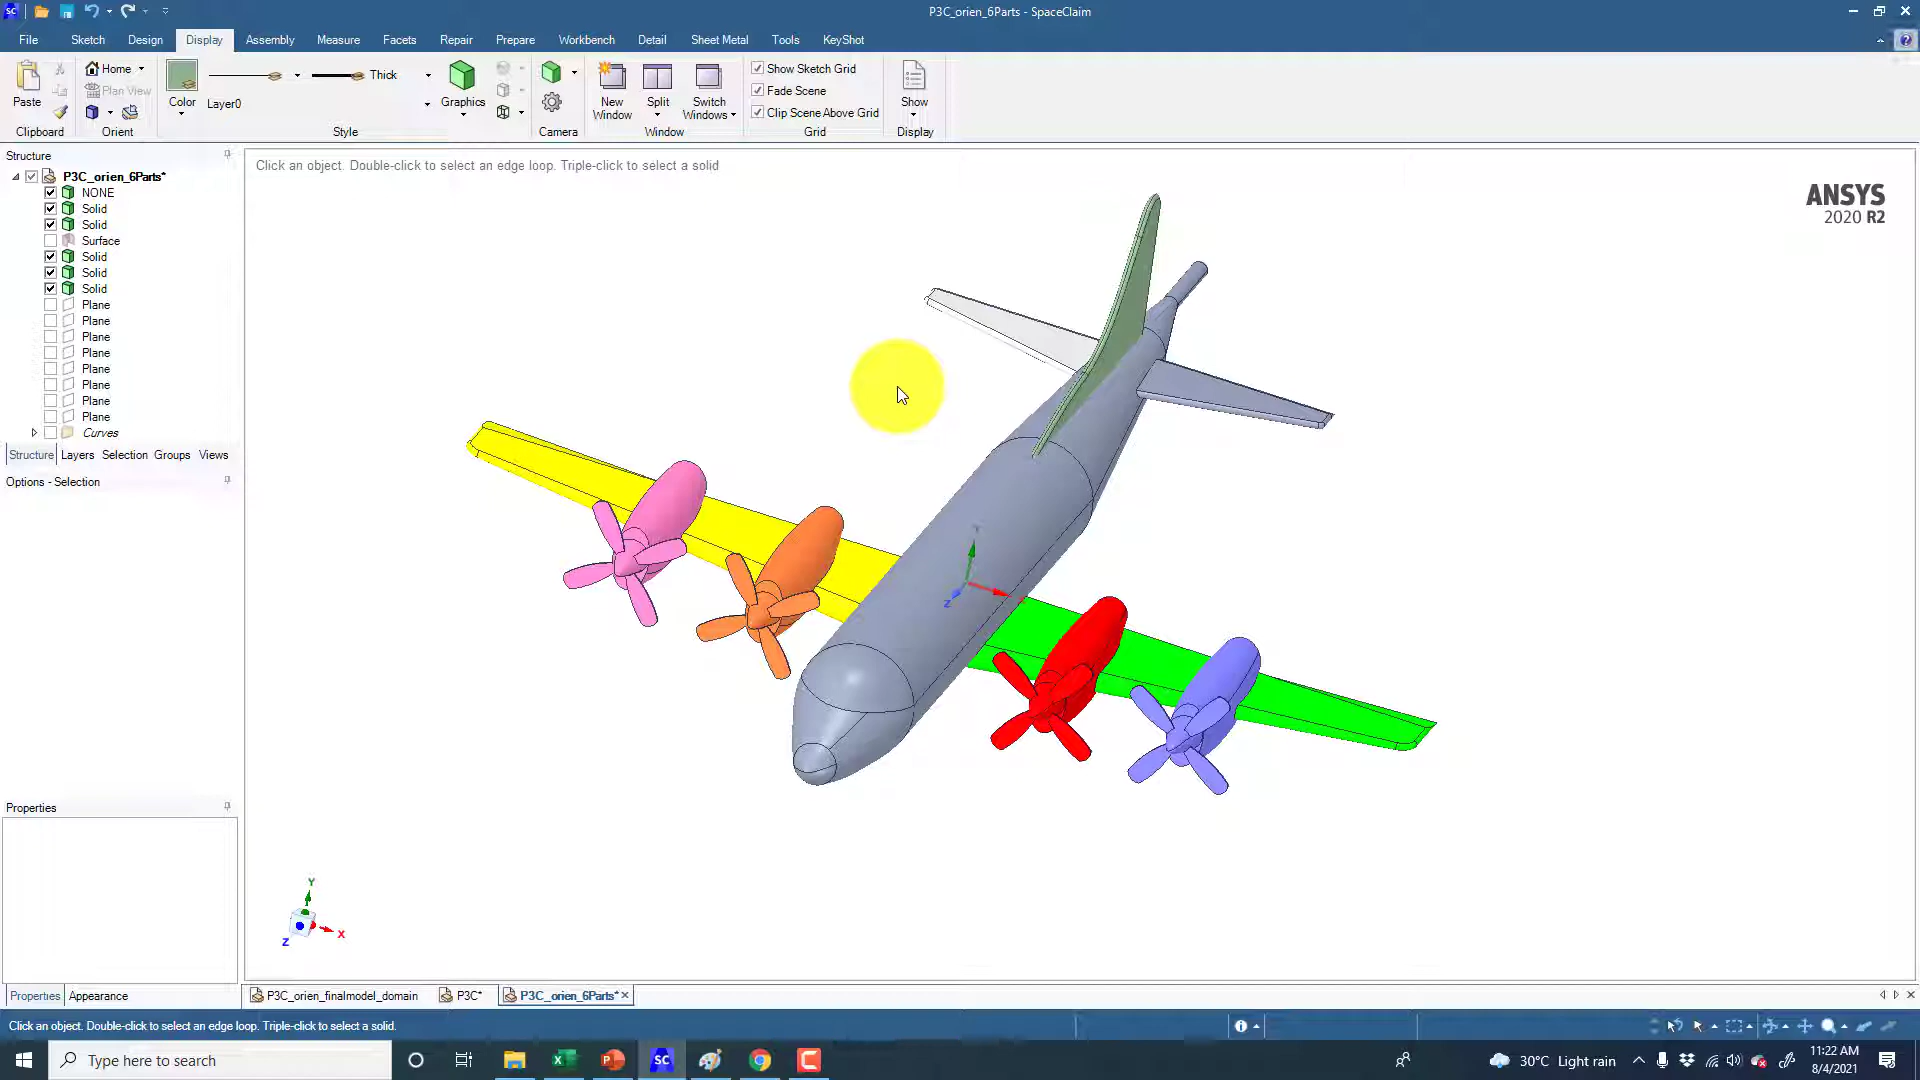 P3C_orien_6Parts - SpaceClaim
File Sketch Design Display Assembly Measure Facets Repair Prepare Workbench Detail Sheet Metal Tools KeyShot
Paste
Clipboard
Home
Plan View
Orient
Color
Layer0
Thick
Style
Graphics
Camera
New Window
Split
Switch Windows
Window
Show Sketch Grid
Fade Scene
Clip Scene Above Grid
Grid
Show
Display
Structure
P3C_orien_6Parts*
NONE
Solid
Solid
Surface
Solid
Solid
Solid
Plane
Plane
Plane
Plane
Plane
Plane
Plane
Plane
Curves
Structure Layers Selection Groups Views
Options - Selection
Properties
Properties Appearance
Click an object. Double-click to select an edge loop. Triple-click to select a solid
ANSYS
2020 R2
Y
Z
Y
X
Z
P3C_orien_finalmodel_domain P3C* P3C_orien_6Parts*
Click an object. Double-click to select an edge loop. Triple-click to select a solid.
Type here to search
30°C Light rain
11:22 AM
8/4/2021